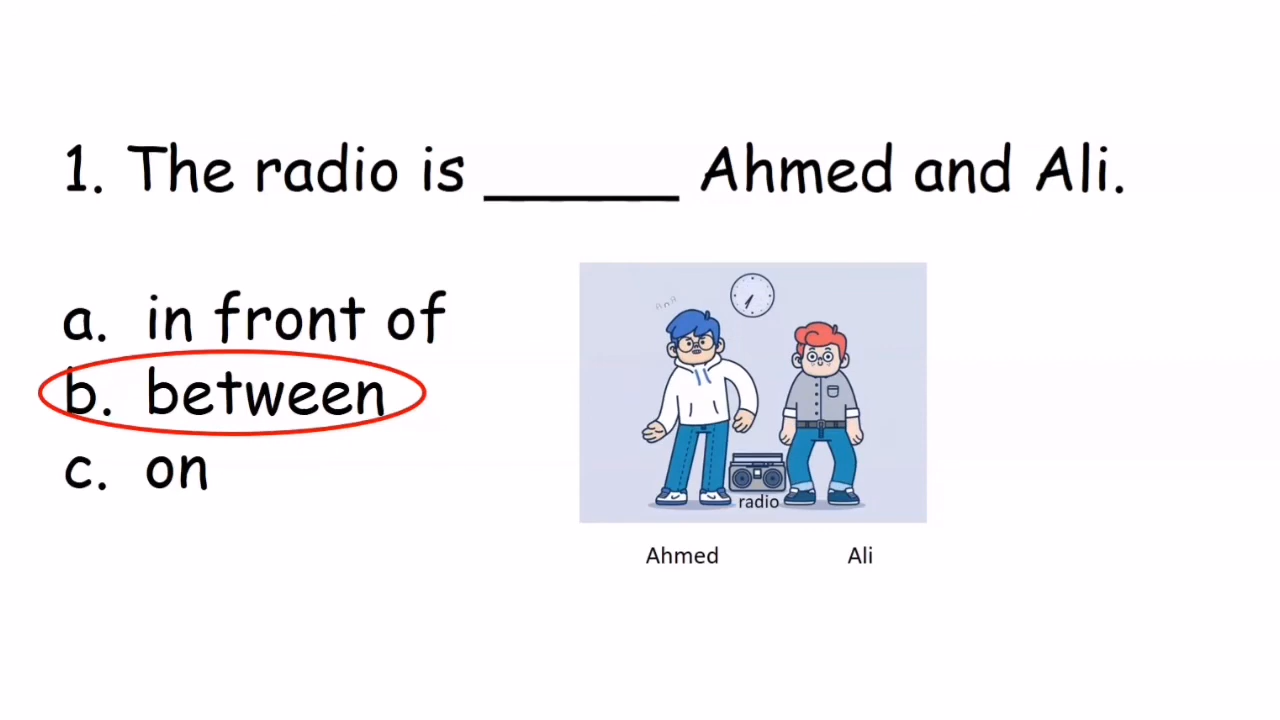 1. The radio is ______ Ahmed and Ali.
a. in front of
b. between
c. on
radio
Ahmed Ali